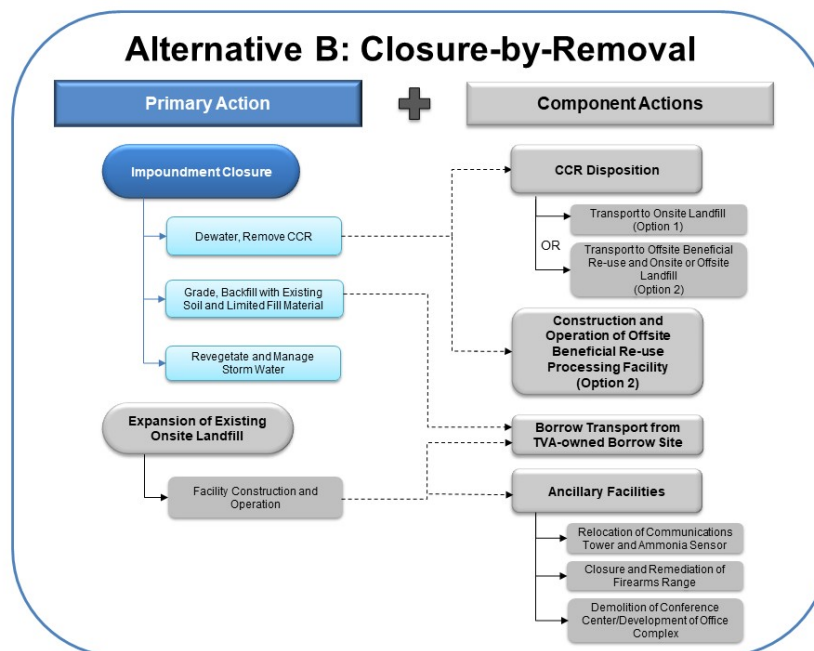 Alternative B: Closure-by-Removal
Primary Action
Component Actions
Impoundment Closure
Dewater, Remove CCR
Grade, Backfill with Existing
Soil and Limited Fill Material
Revegetate and Manage
Storm Water
Expansion of Existing
Onsite Landfill
Facility Construction and
Operation
CCR Disposition
Transport to Onsite Landfill
(Option 1)
OR
Transport to Offsite Beneficial
Re-use and Onsite or Offsite
Landfill
(Option 2)
Construction and
Operation of Offsite
Beneficial Re-use
Processing Facility
(Option 2)
Borrow Transport from
TVA-owned Borrow Site
Ancillary Facilities
Relocation of Communications
Tower and Ammonia Sensor
Closure and Remediation of
Firearms Range
Demolition of Conference
Center/Development of Office
Complex